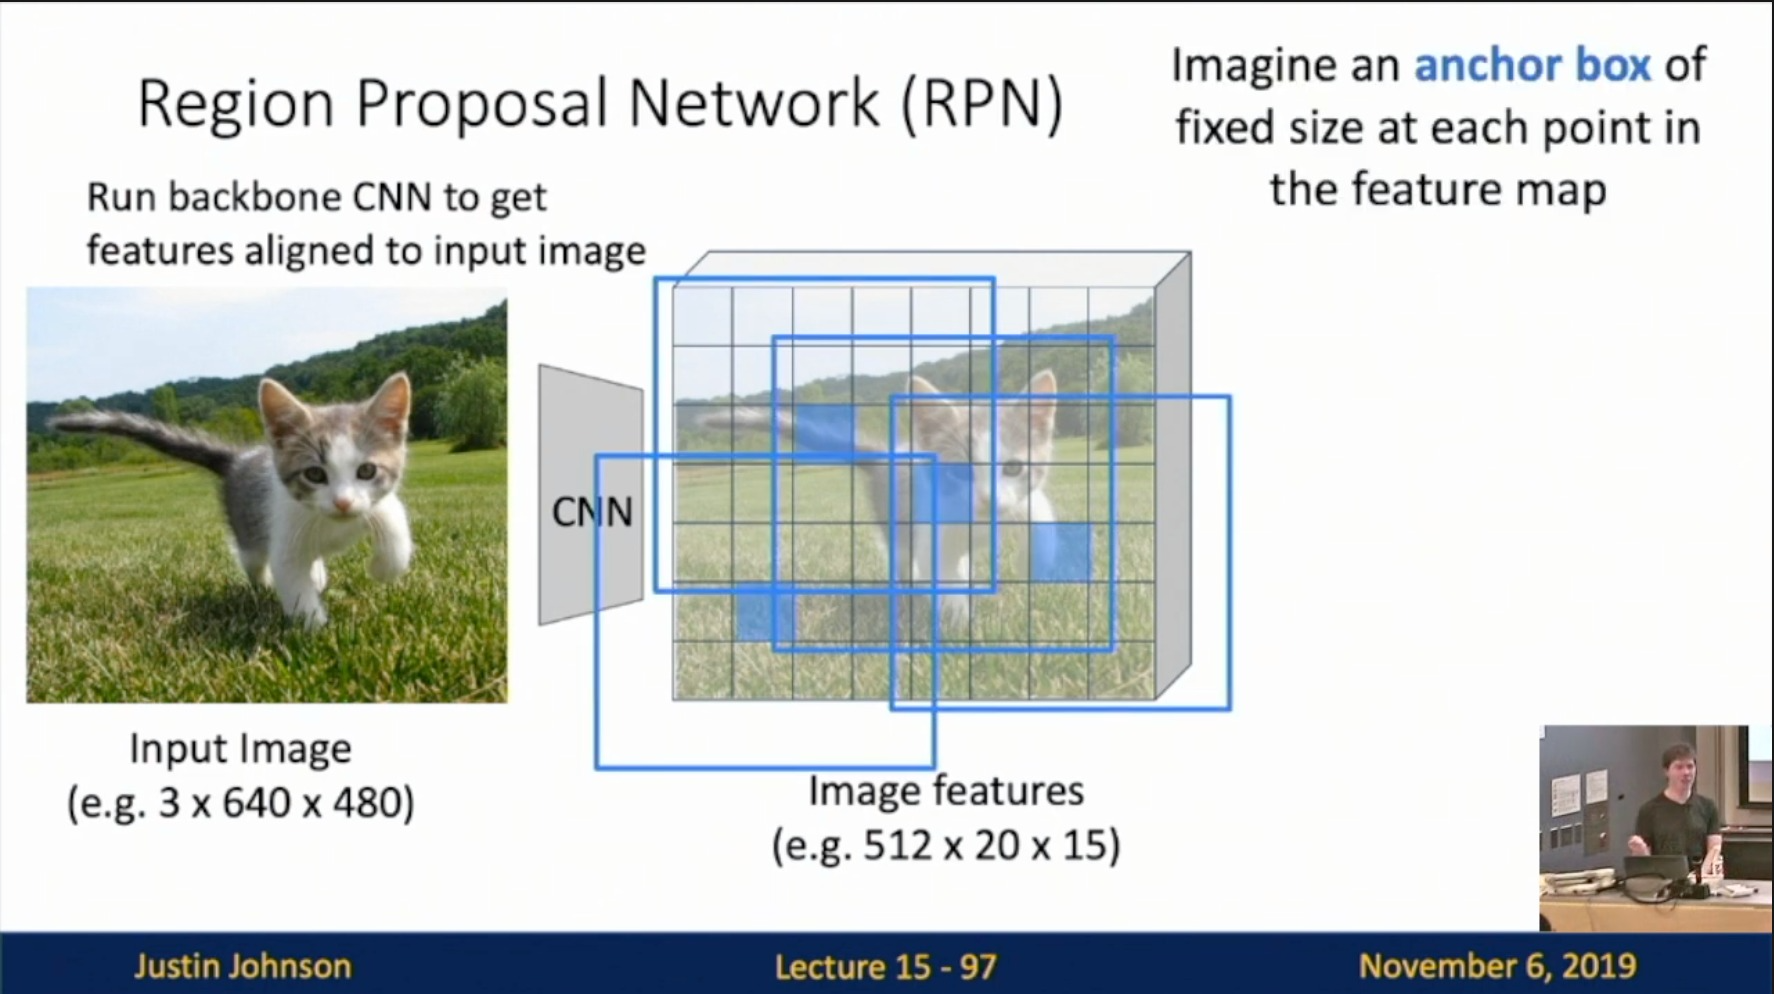 Region Proposal Network (RPN)
Imagine an anchor box of
fixed size at each point in
the feature map
Run backbone CNN to get
features aligned to input image
CNN
Input Image
(e.g. 3 x 640 x 480)
Image features
(e.g. 512 x 20 x 15)
Justin Johnson
Lecture 15 - 97
November 6, 2019